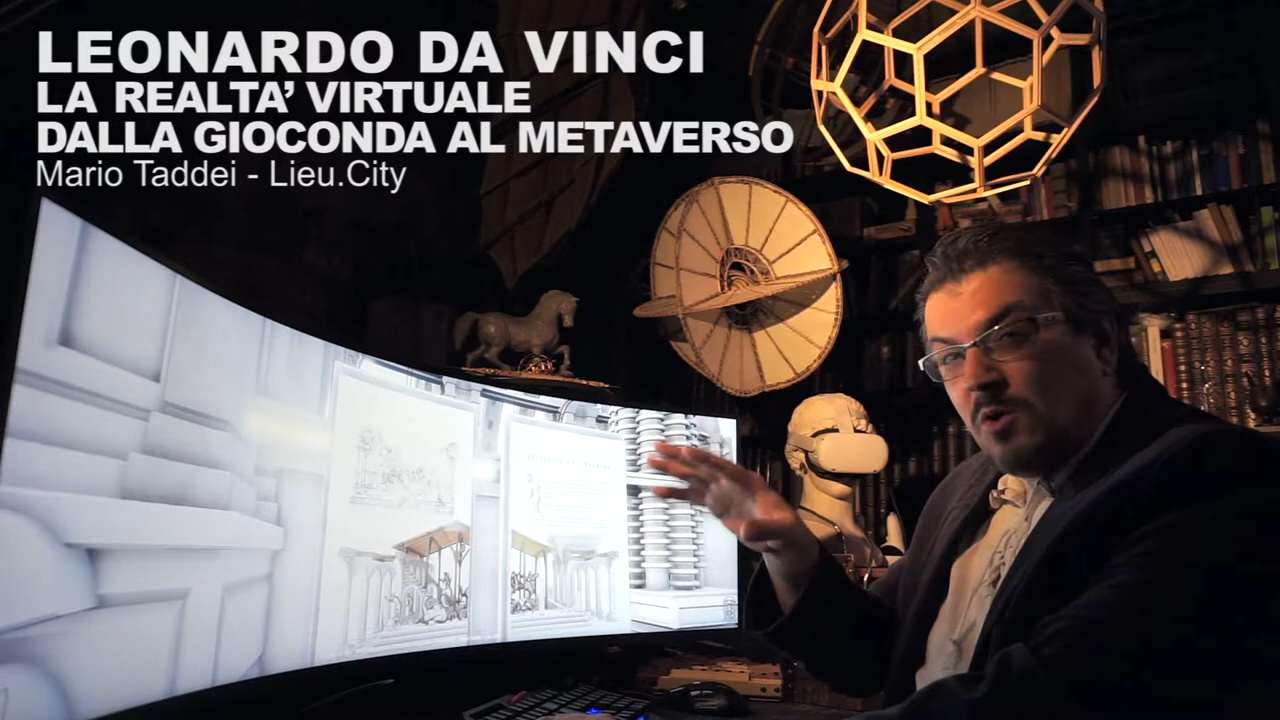 LEONARDO DA VINCI
LA REALTA’ VIRTUALE
DALLA GIOCONDA AL METAVERSO
Mario Taddei - Lieu.City